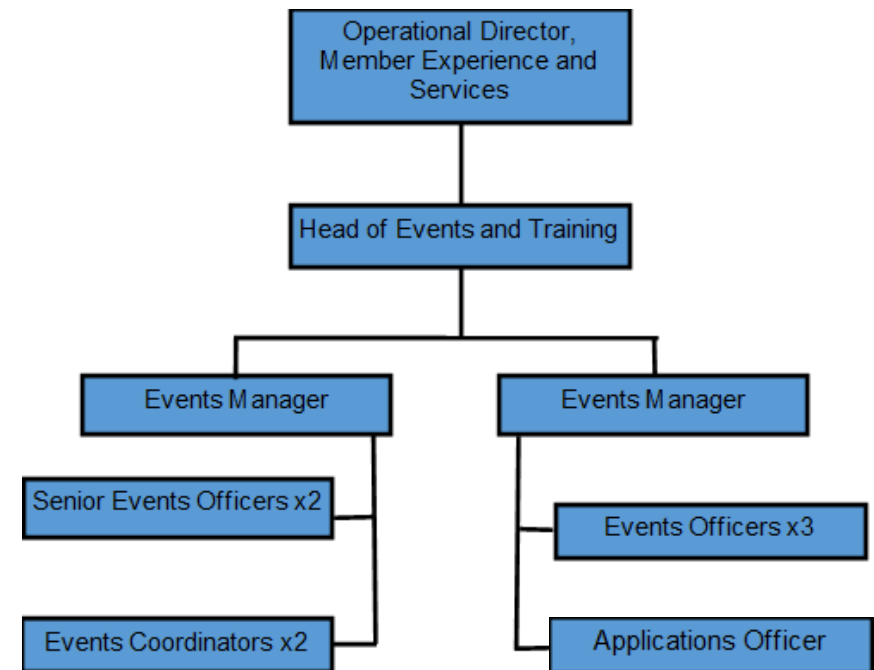 Operational Director,
Member Experience and
Services
Head of Events and Training
Events Manager
Events Manager
Senior Events Officers x2
Events Officers x3
Events Coordinators x2
Applications Officer